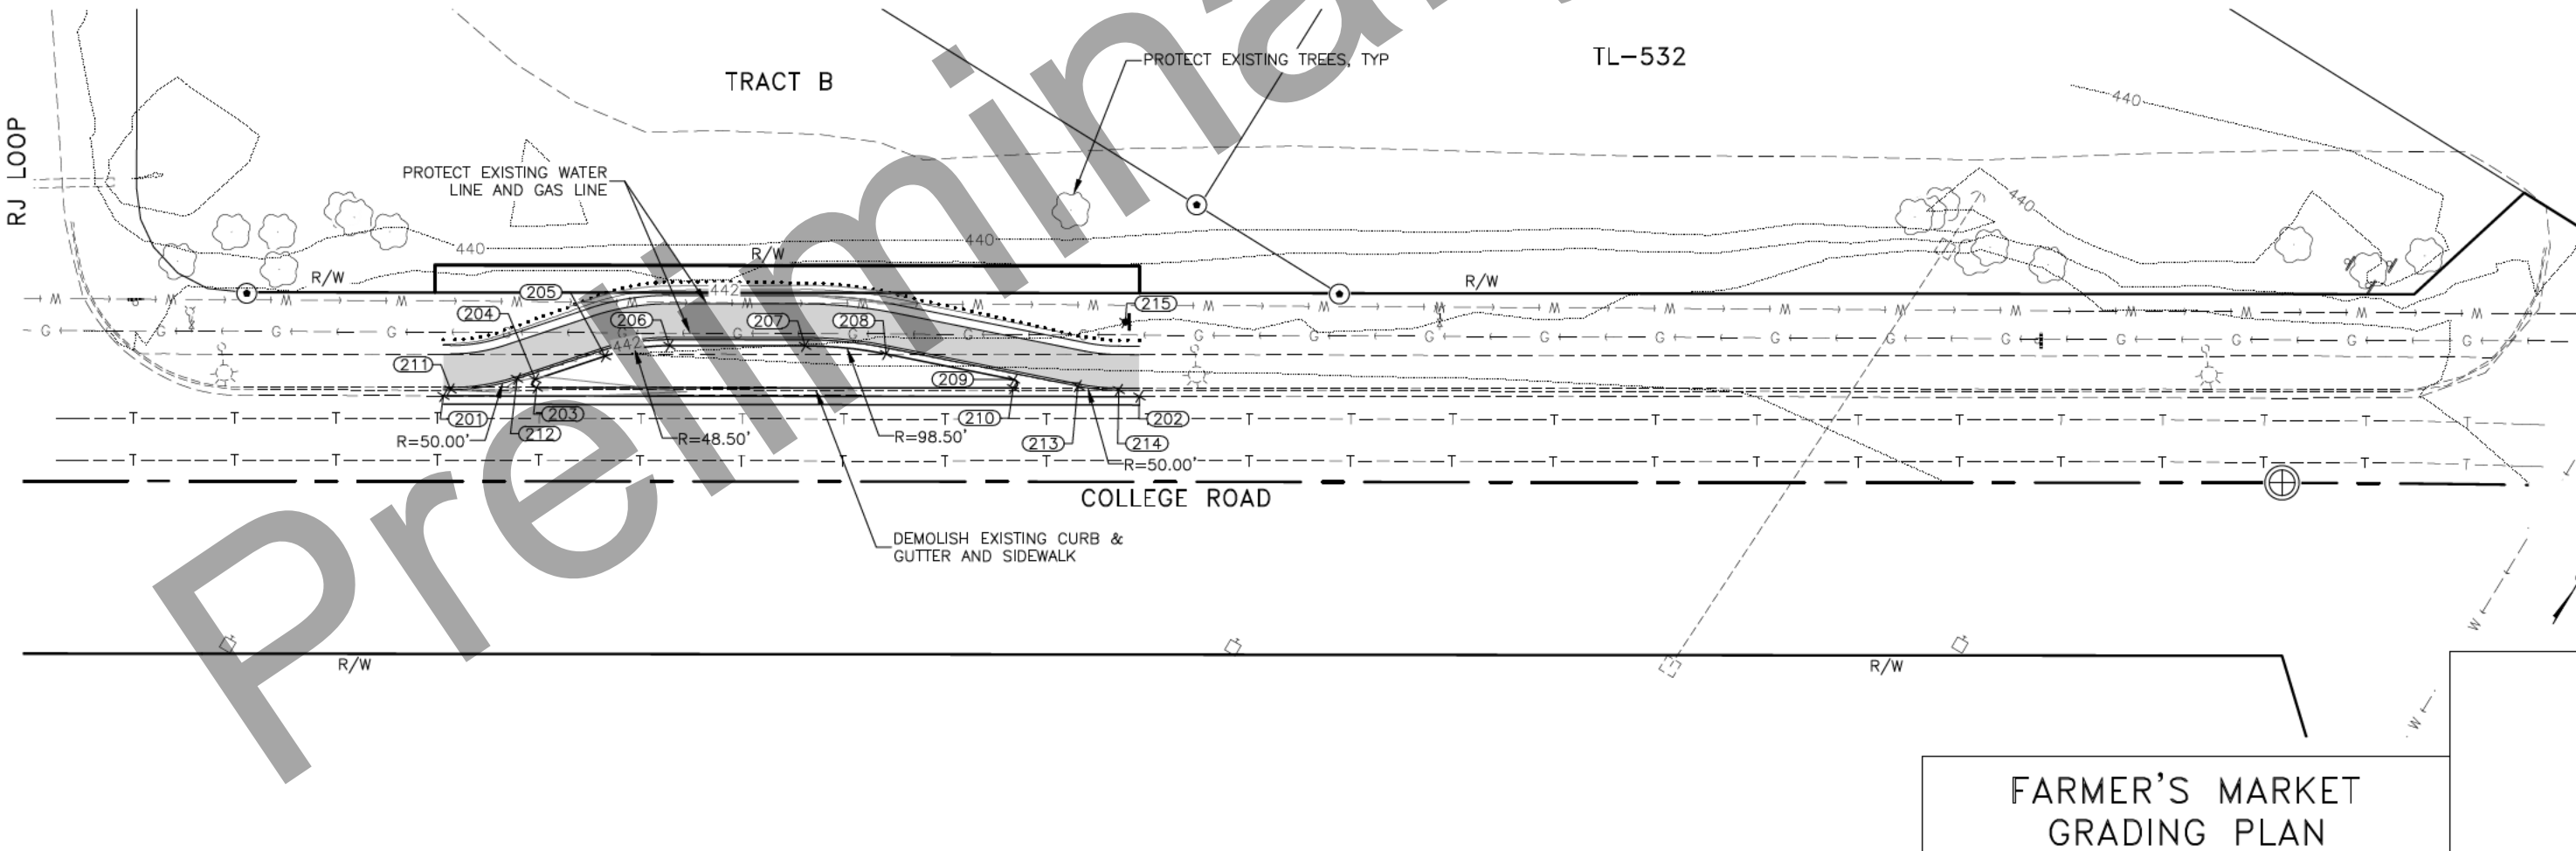 Preliminary
TRACT B
PROTECT EXISTING TREES, TYP
TL-532
440
RJ LOOP
PROTECT EXISTING WATER
LINE AND GAS LINE
440
440
440
R/W
R/W
R/W
205
442
215
204
206
207
208
442
211
209
201
203
212
210
202
213
214
R=50.00'
R=48.50'
R=98.50'
R=50.00'
COLLEGE ROAD
DEMOLISH EXISTING CURB &
GUTTER AND SIDEWALK
R/W
R/W
FARMER'S MARKET
GRADING PLAN